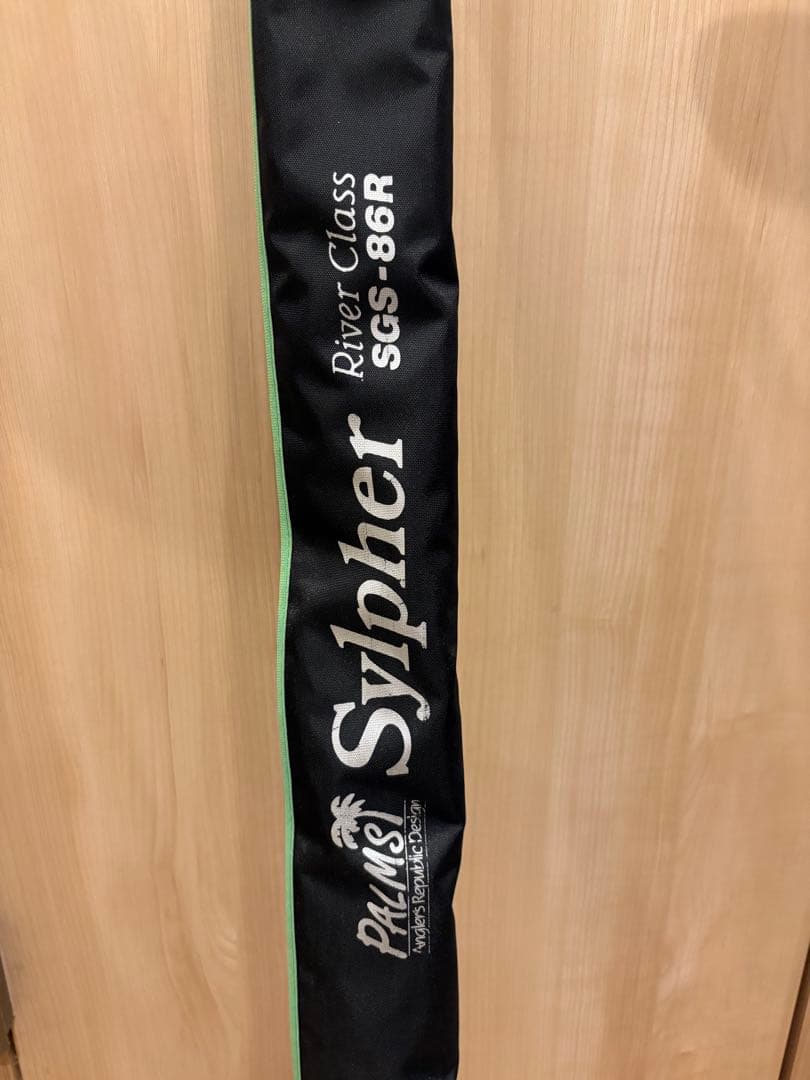 PALMS
Anglers Republic Design
Sylpher
River Class
SGS-86R